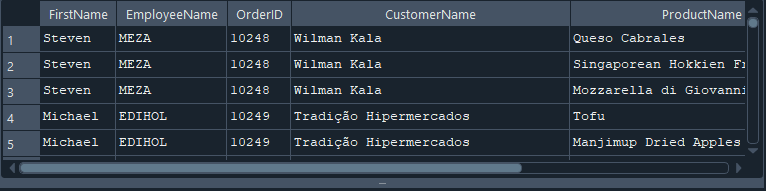 FirstName EmployeeName OrderID CustomerName ProductName
1 Steven MEZA 10248 Wilman Kala Queso Cabrales
2 Steven MEZA 10248 Wilman Kala Singaporean Hokkien Fr
3 Steven MEZA 10248 Wilman Kala Mozzarella di Giovanni
4 Michael EDIHOL 10249 Tradição Hipermercados Tofu
5 Michael EDIHOL 10249 Tradição Hipermercados Manjimup Dried Apples